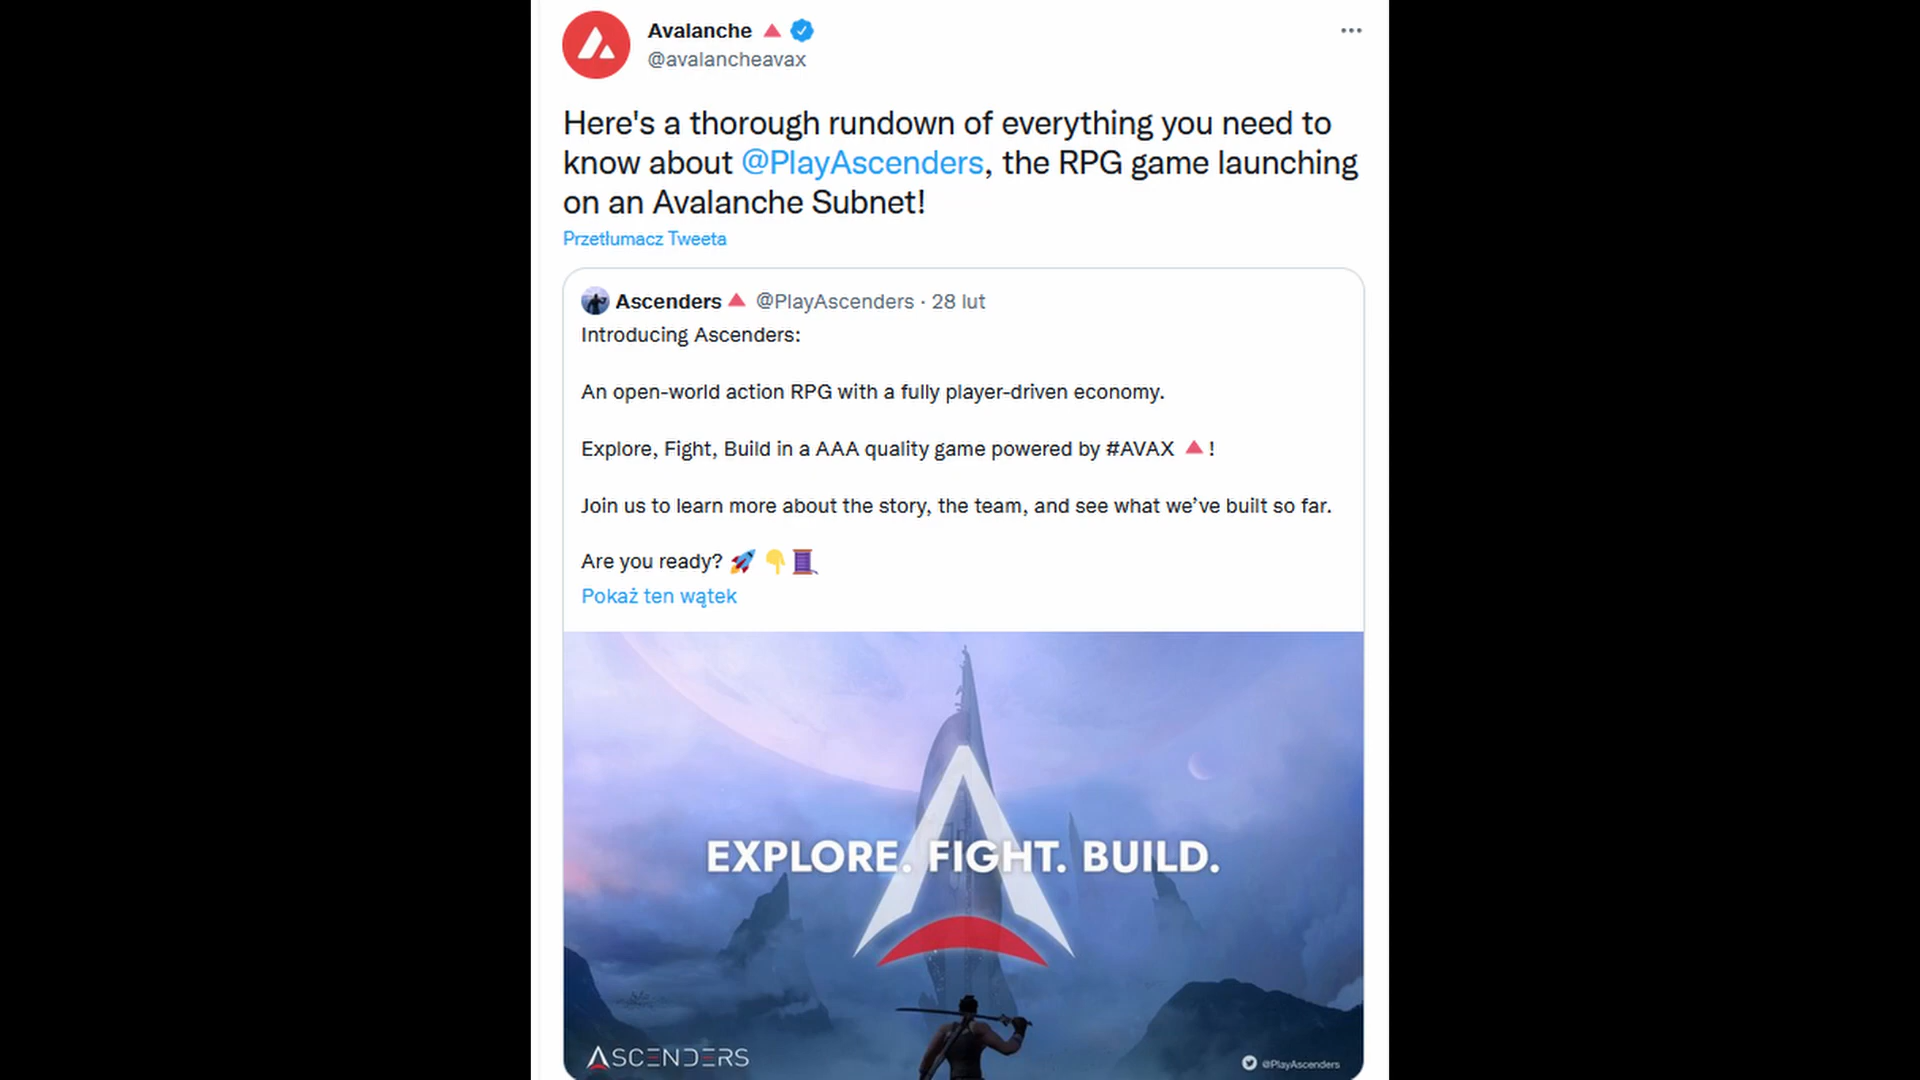 Avalanche 🔺
@avalancheavax
Here's a thorough rundown of everything you need to
know about @PlayAscenders, the RPG game launching
on an Avalanche Subnet!
Przetłumacz Tweeta
Ascenders🔺 @PlayAscenders · 28 lut
Introducing Ascenders:
An open-world action RPG with a fully player-driven economy.
Explore, Fight, Build in a AAA quality game powered by #AVAX 🔺!
Join us to learn more about the story, the team, and see what we’ve built so far.
Are you ready? 🚀 👇🧵
Pokaż ten wątek
EXPLORE. FIGHT. BUILD.
ASCENDERS
@PlayAscenders